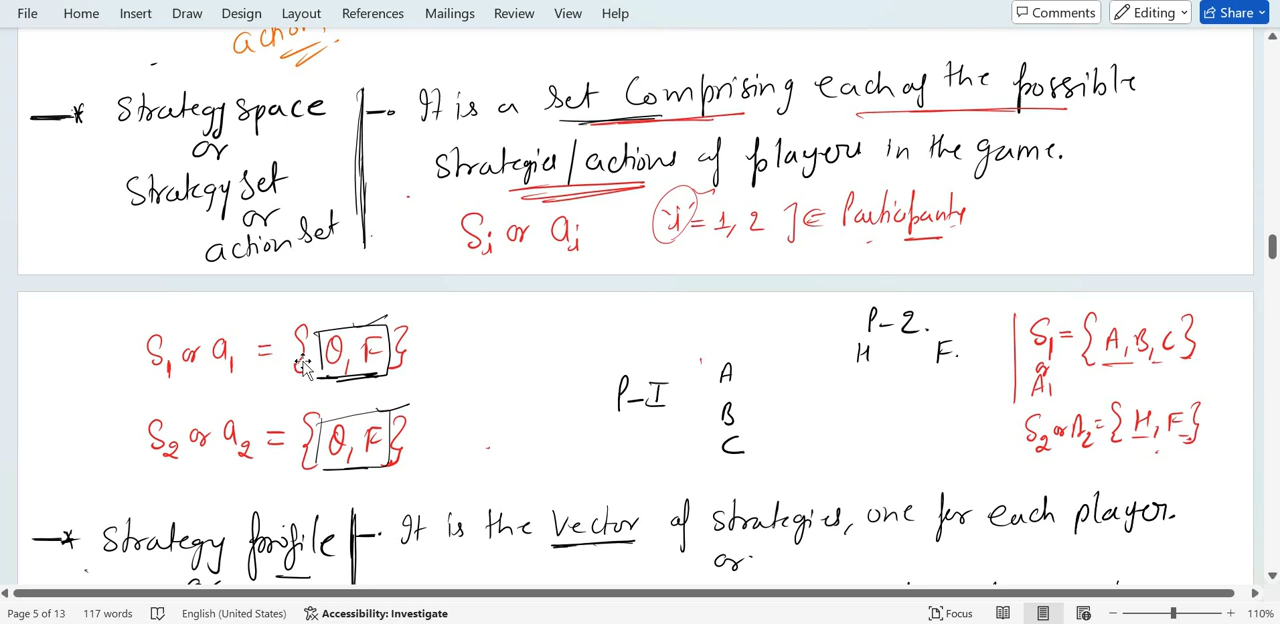 File Home Insert Draw Design Layout References Mailings Review View Help Comments Editing Share
action.
* Strategy space |-. It is a set comprising each of the possible
or
strategies/actions of players in the game.
Strategy set
or
action set
Si or ai 'i' = 1, 2 ] ∈ Participants
S1 or a1 = { O, F }
P-2.
H F.
S1 = { A, B, C }
or
A1
P-I A
B
C
S2 or a2 = { O, F }
S2 or A2 = { H, F }
* Strategy profile |-. It is the vector of strategies, one for each player.
or
Page 5 of 13 117 words English (United States) Accessibility: Investigate Focus 110%